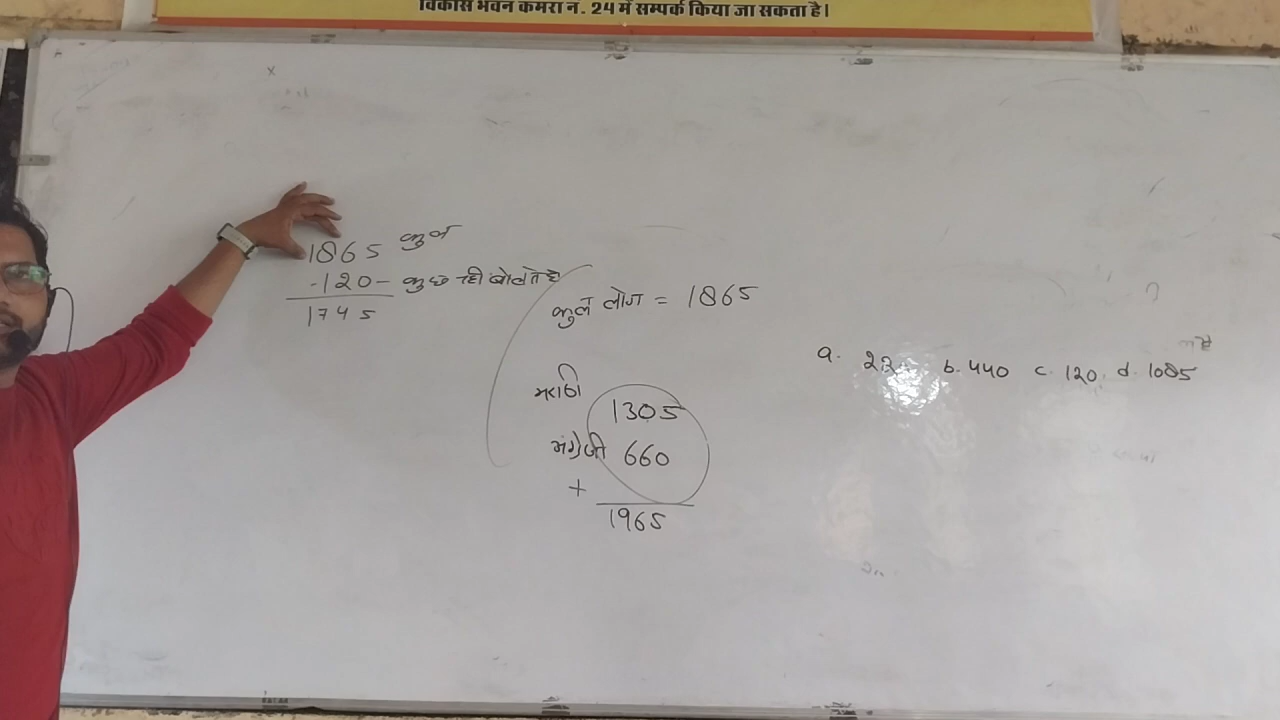 विकास भवन कमरा नं. 24 में सम्पर्क किया जा सकता है।
1865 कुल
-120- कुछ नही बोलते है
1745
कुल लोग = 1865
मराठी 1305
अंग्रेजी 660
+
1965
a. 22 b. 440 c. 120. d. 1085